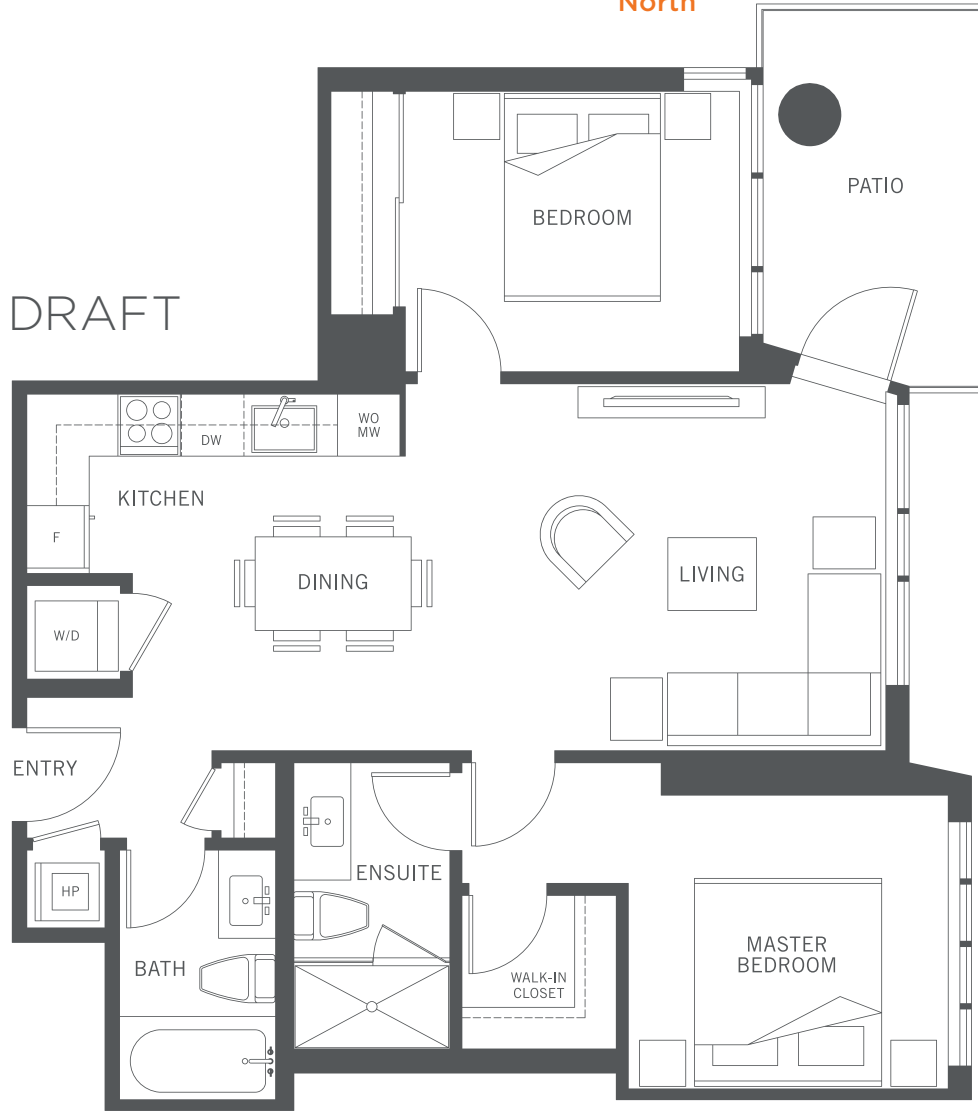 North
PATIO
BEDROOM
DRAFT
WO
MW
DW
KITCHEN
F
DINING
LIVING
W/D
ENTRY
ENSUITE
HP
MASTER
BEDROOM
BATH
WALK-IN
CLOSET